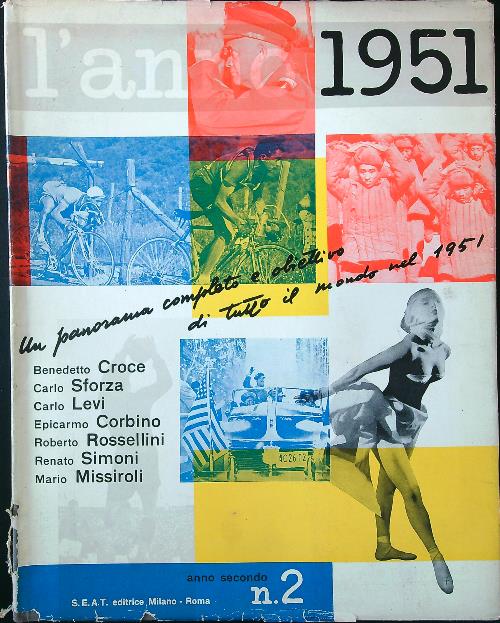 l'anno 1951
Un panorama completo e obiettivo
di tutto il mondo nel 1951
Benedetto Croce
Carlo Sforza
Carlo Levi
Epicarmo Corbino
Roberto Rossellini
Renato Simoni
Mario Missiroli
anno secondo
n.2
S.E.A.T. editrice Milano - Roma